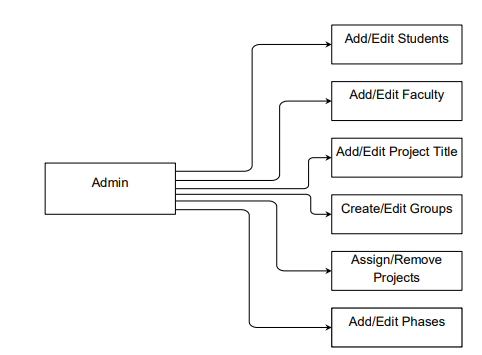 Add/Edit Students
Add/Edit Faculty
Add/Edit Project Title
Admin
Create/Edit Groups
Assign/Remove
Projects
Add/Edit Phases